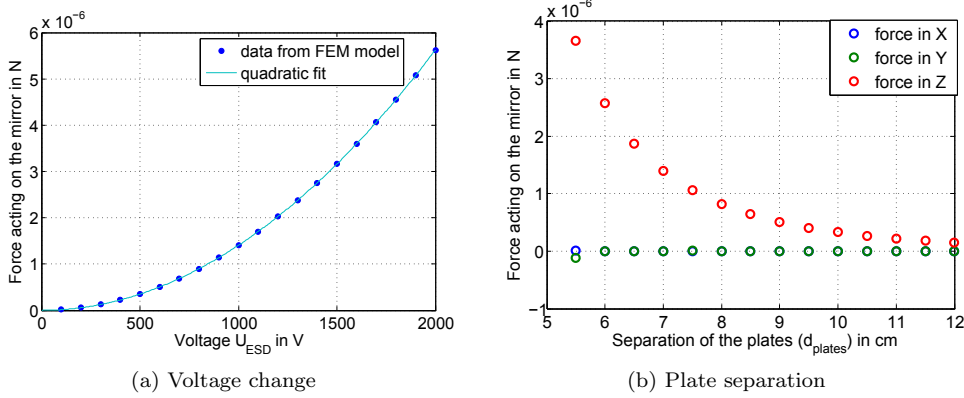 x 10⁻⁶
6
5
4
3
2
1
0
0
500
1000
1500
2000
Force acting on the mirror in N
Voltage U_ESD in V
data from FEM model
quadratic fit
(a) Voltage change
x 10⁻⁶
4
3
2
1
0
−1
5
6
7
8
9
10
11
12
Force acting on the mirror in N
Separation of the plates (d_plates) in cm
force in X
force in Y
force in Z
(b) Plate separation